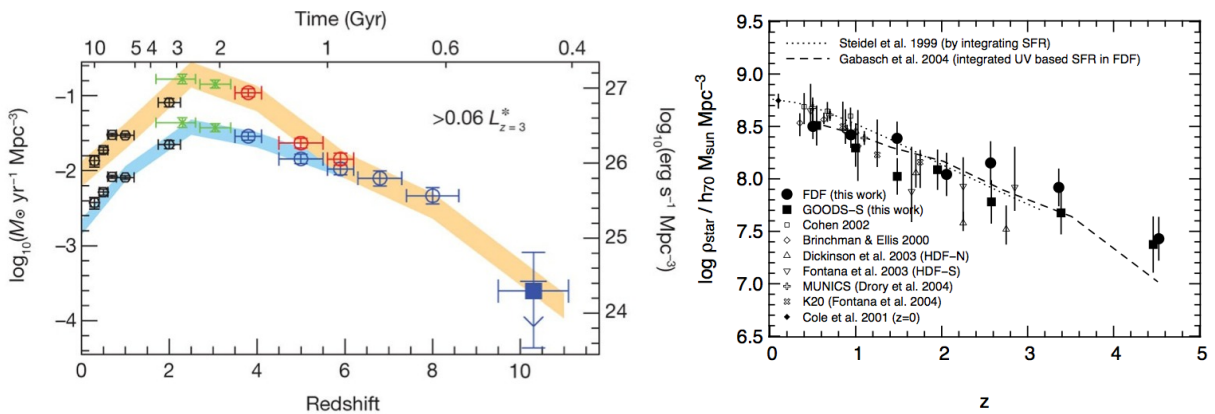 Time (Gyr)
10 5 4 3 2 1 0.6 0.4
log₁₀(M⊙ yr⁻¹ Mpc⁻³)
−1
−2
−3
−4
>0.06 L*z=3
27
26
25
24
log₁₀(erg s⁻¹ Mpc⁻³)
0 2 4 6 8 10
Redshift
log ρstar / h70 Msun Mpc⁻³
9.5
9.0
8.5
8.0
7.5
7.0
6.5
Steidel et al. 1999 (by integrating SFR)
Gabasch et al. 2004 (integrated UV based SFR in FDF)
FDF (this work)
GOODS−S (this work)
Cohen 2002
Brinchman & Ellis 2000
Dickinson et al. 2003 (HDF−N)
Fontana et al. 2003 (HDF−S)
MUNICS (Drory et al. 2004)
K20 (Fontana et al. 2004)
Cole et al. 2001 (z=0)
0 1 2 3 4 5
z